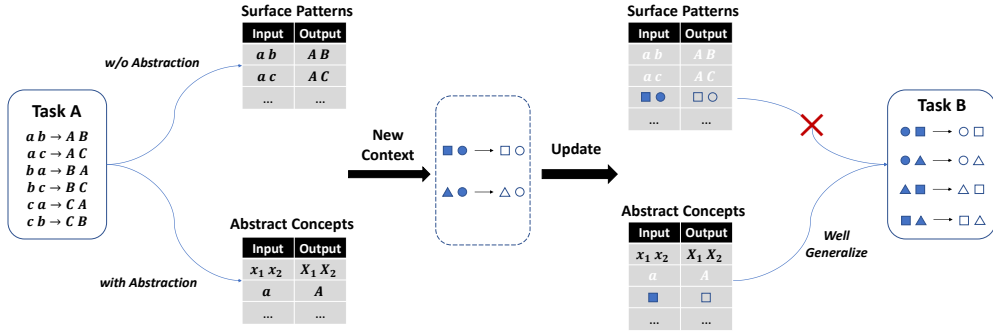 Task A
a b → A B
a c → A C
b a → B A
b c → B C
c a → C A
c b → C B
w/o Abstraction
with Abstraction
Surface Patterns
Input Output
a b A B
a c A C
... ...
Abstract Concepts
Input Output
x₁ x₂ X₁ X₂
a A
... ...
New
Context
Update
Surface Patterns
Input Output
a b A B
a c A C
... ...
Abstract Concepts
Input Output
x₁ x₂ X₁ X₂
a A
... ...
Well
Generalize
Task B